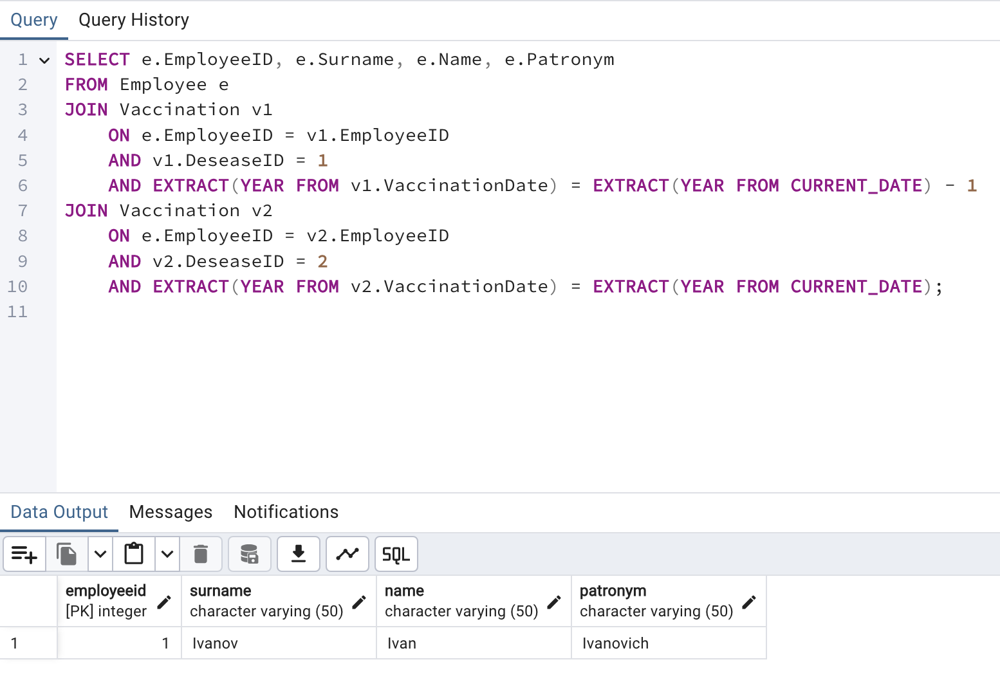 Query Query History
1 SELECT e.EmployeeID, e.Surname, e.Name, e.Patronym
2 FROM Employee e
3 JOIN Vaccination v1
4 ON e.EmployeeID = v1.EmployeeID
5 AND v1.DeseaseID = 1
6 AND EXTRACT(YEAR FROM v1.VaccinationDate) = EXTRACT(YEAR FROM CURRENT_DATE) - 1
7 JOIN Vaccination v2
8 ON e.EmployeeID = v2.EmployeeID
9 AND v2.DeseaseID = 2
10 AND EXTRACT(YEAR FROM v2.VaccinationDate) = EXTRACT(YEAR FROM CURRENT_DATE);
11
Data Output Messages Notifications
SQL
employeeid surname name patronym
[PK] integer character varying (50) character varying (50) character varying (50)
1 1 Ivanov Ivan Ivanovich